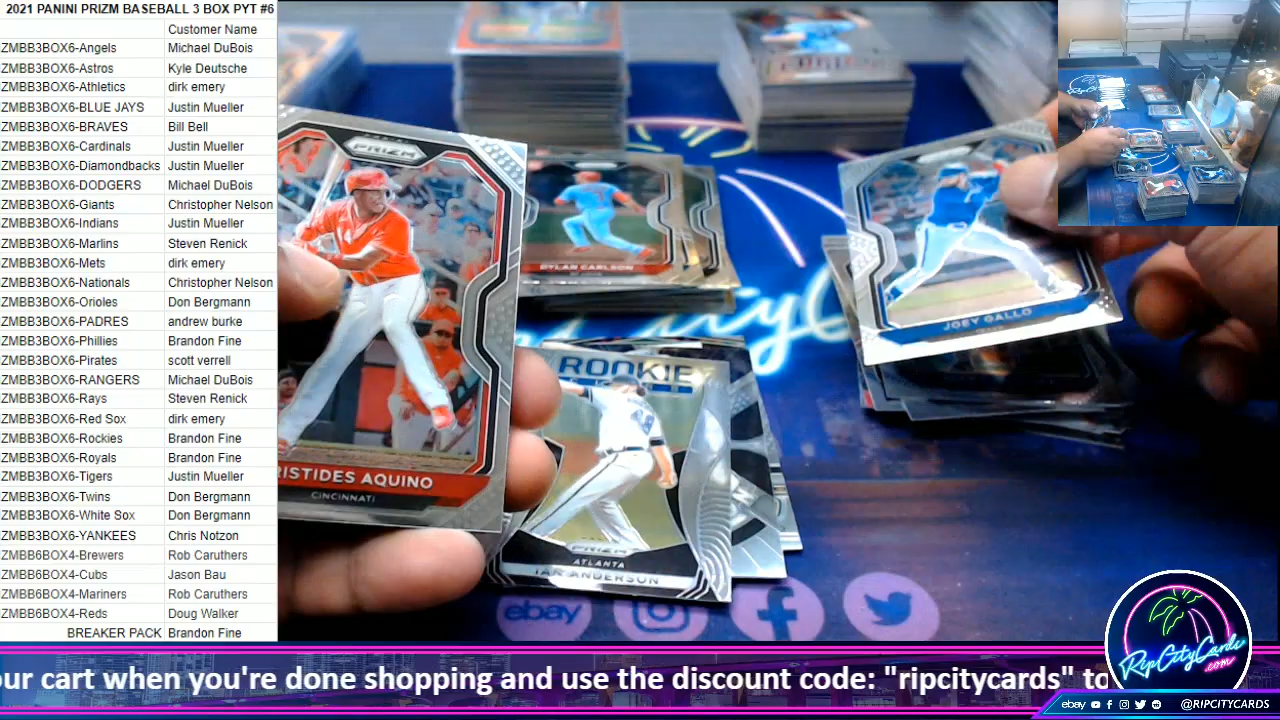 2021 PANINI PRIZM BASEBALL 3 BOX PYT #6
Customer Name
ZMBB3BOX6-Angels Michael DuBois
ZMBB3BOX6-Astros Kyle Deutsche
ZMBB3BOX6-Athletics dirk emery
ZMBB3BOX6-BLUE JAYS Justin Mueller
ZMBB3BOX6-BRAVES Bill Bell
ZMBB3BOX6-Cardinals Justin Mueller
ZMBB3BOX6-Diamondbacks Justin Mueller
ZMBB3BOX6-DODGERS Michael DuBois
ZMBB3BOX6-Giants Christopher Nelson
ZMBB3BOX6-Indians Justin Mueller
ZMBB3BOX6-Marlins Steven Renick
ZMBB3BOX6-Mets dirk emery
ZMBB3BOX6-Nationals Christopher Nelson
ZMBB3BOX6-Orioles Don Bergmann
ZMBB3BOX6-PADRES andrew burke
ZMBB3BOX6-Phillies Brandon Fine
ZMBB3BOX6-Pirates scott verrell
ZMBB3BOX6-RANGERS Michael DuBois
ZMBB3BOX6-Rays Steven Renick
ZMBB3BOX6-Red Sox dirk emery
ZMBB3BOX6-Rockies Brandon Fine
ZMBB3BOX6-Royals Brandon Fine
ZMBB3BOX6-Tigers Justin Mueller
ZMBB3BOX6-Twins Don Bergmann
ZMBB3BOX6-White Sox Don Bergmann
ZMBB3BOX6-YANKEES Chris Notzon
ZMBB6BOX4-Brewers Rob Caruthers
ZMBB6BOX4-Cubs Jason Bau
ZMBB6BOX4-Mariners Rob Caruthers
ZMBB6BOX4-Reds Doug Walker
BREAKER PACK Brandon Fine
PRIZM
RISTIDES AQUINO
CINCINNATI
DYLAN CARLSON
JOEY GALLO
ROOKIE
PRIZM
ATLANTA
IAN ANDERSON
ebay
our cart when you're done shopping and use the discount code: "ripcitycards" to
RipCityCards
.com
ebay @RIPCITYCARDS